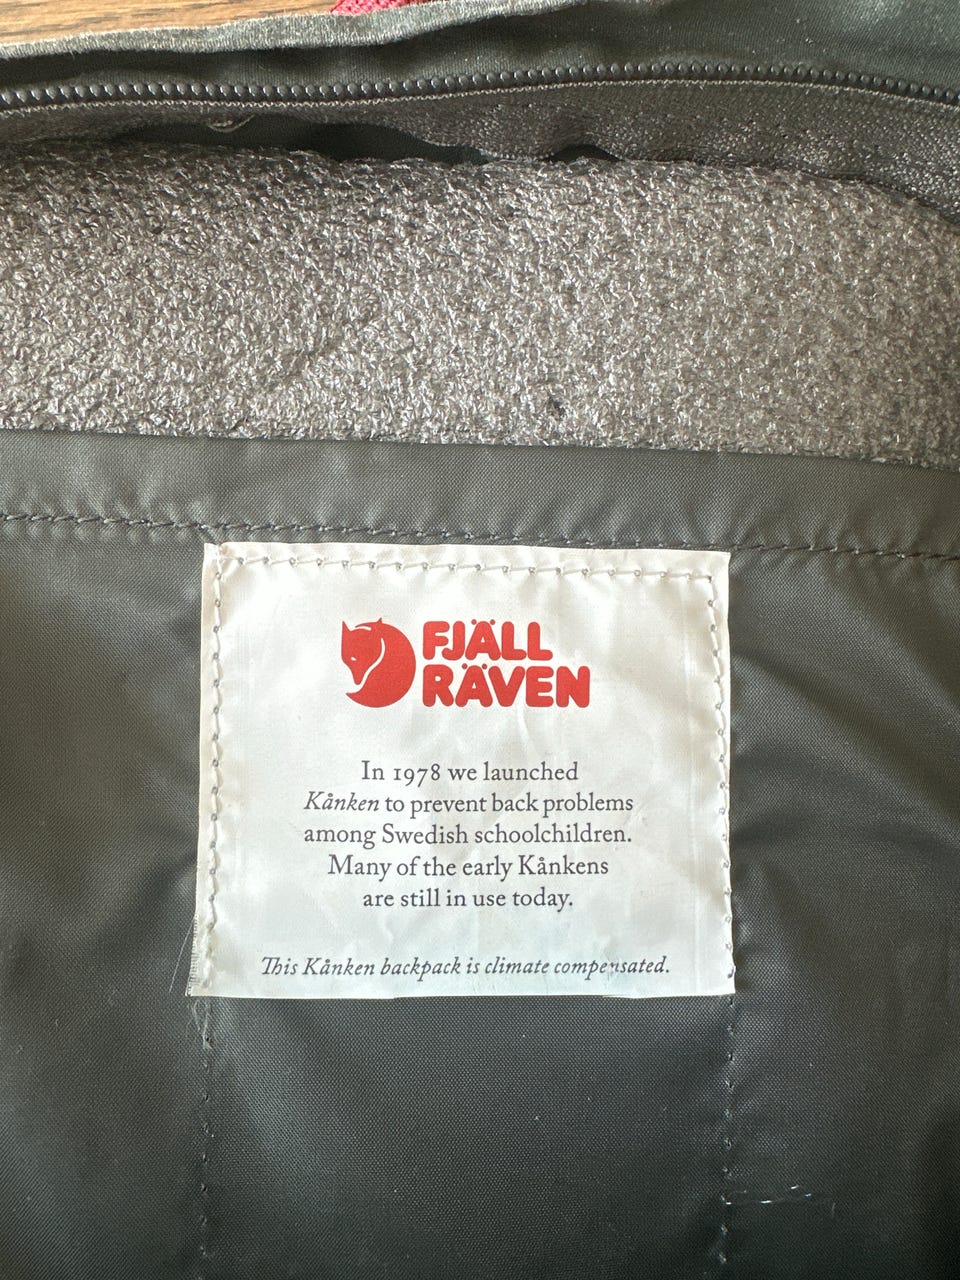 FJÄLL
RÄVEN
In 1978 we launched
Kånken to prevent back problems
among Swedish schoolchildren.
Many of the early Kånkens
are still in use today.
This Kånken backpack is climate compensated.